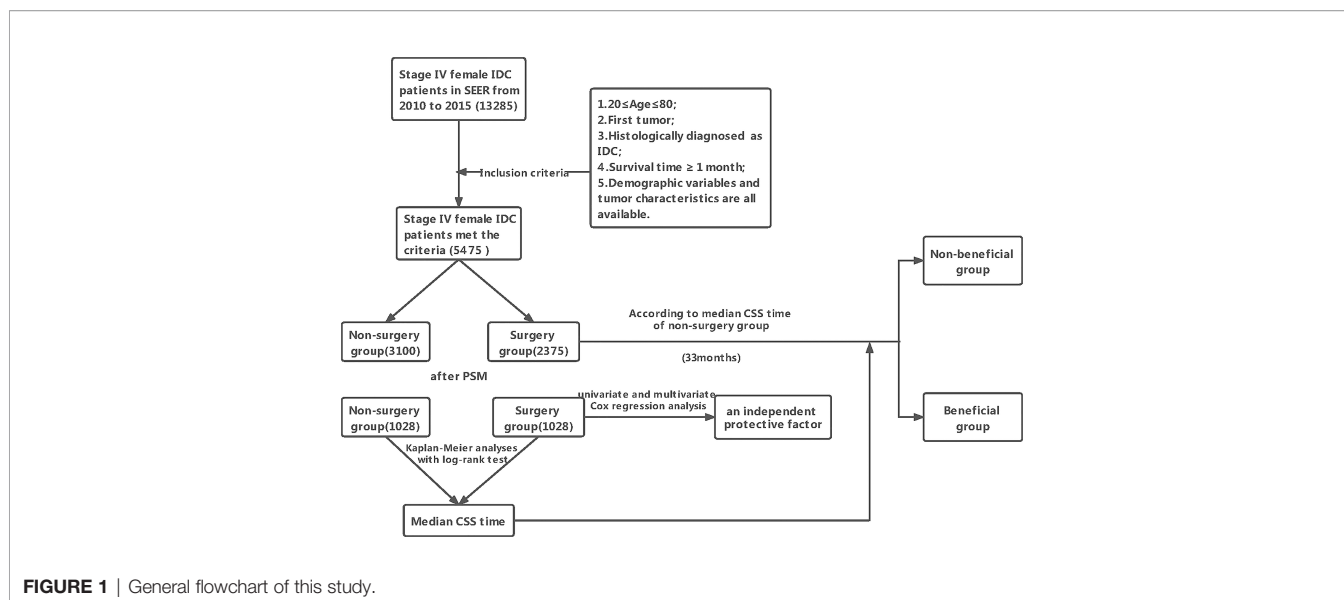 Stage IV female IDC
patients in SEER from
2010 to 2015 (13285)
1.20≤Age≤80;
2.First tumor;
3.Histologically diagnosed as
IDC;
4.Survival time ≥ 1 month;
5.Demographic variables and
tumor characteristics are all
available.
Inclusion criteria
Stage IV female IDC
patients met the
criteria (5475 )
Non-beneficial
group
According to median CSS time
of non-surgery group
(33months)
Non-surgery
group(3100)
Surgery
group(2375)
after PSM
Non-surgery
group(1028)
Surgery
group(1028)
univariate and multivariate
Cox regression analysis
an independent
protective factor
Beneficial
group
Kaplan-Meier analyses
with log-rank test
Median CSS time
FIGURE 1 | General flowchart of this study.